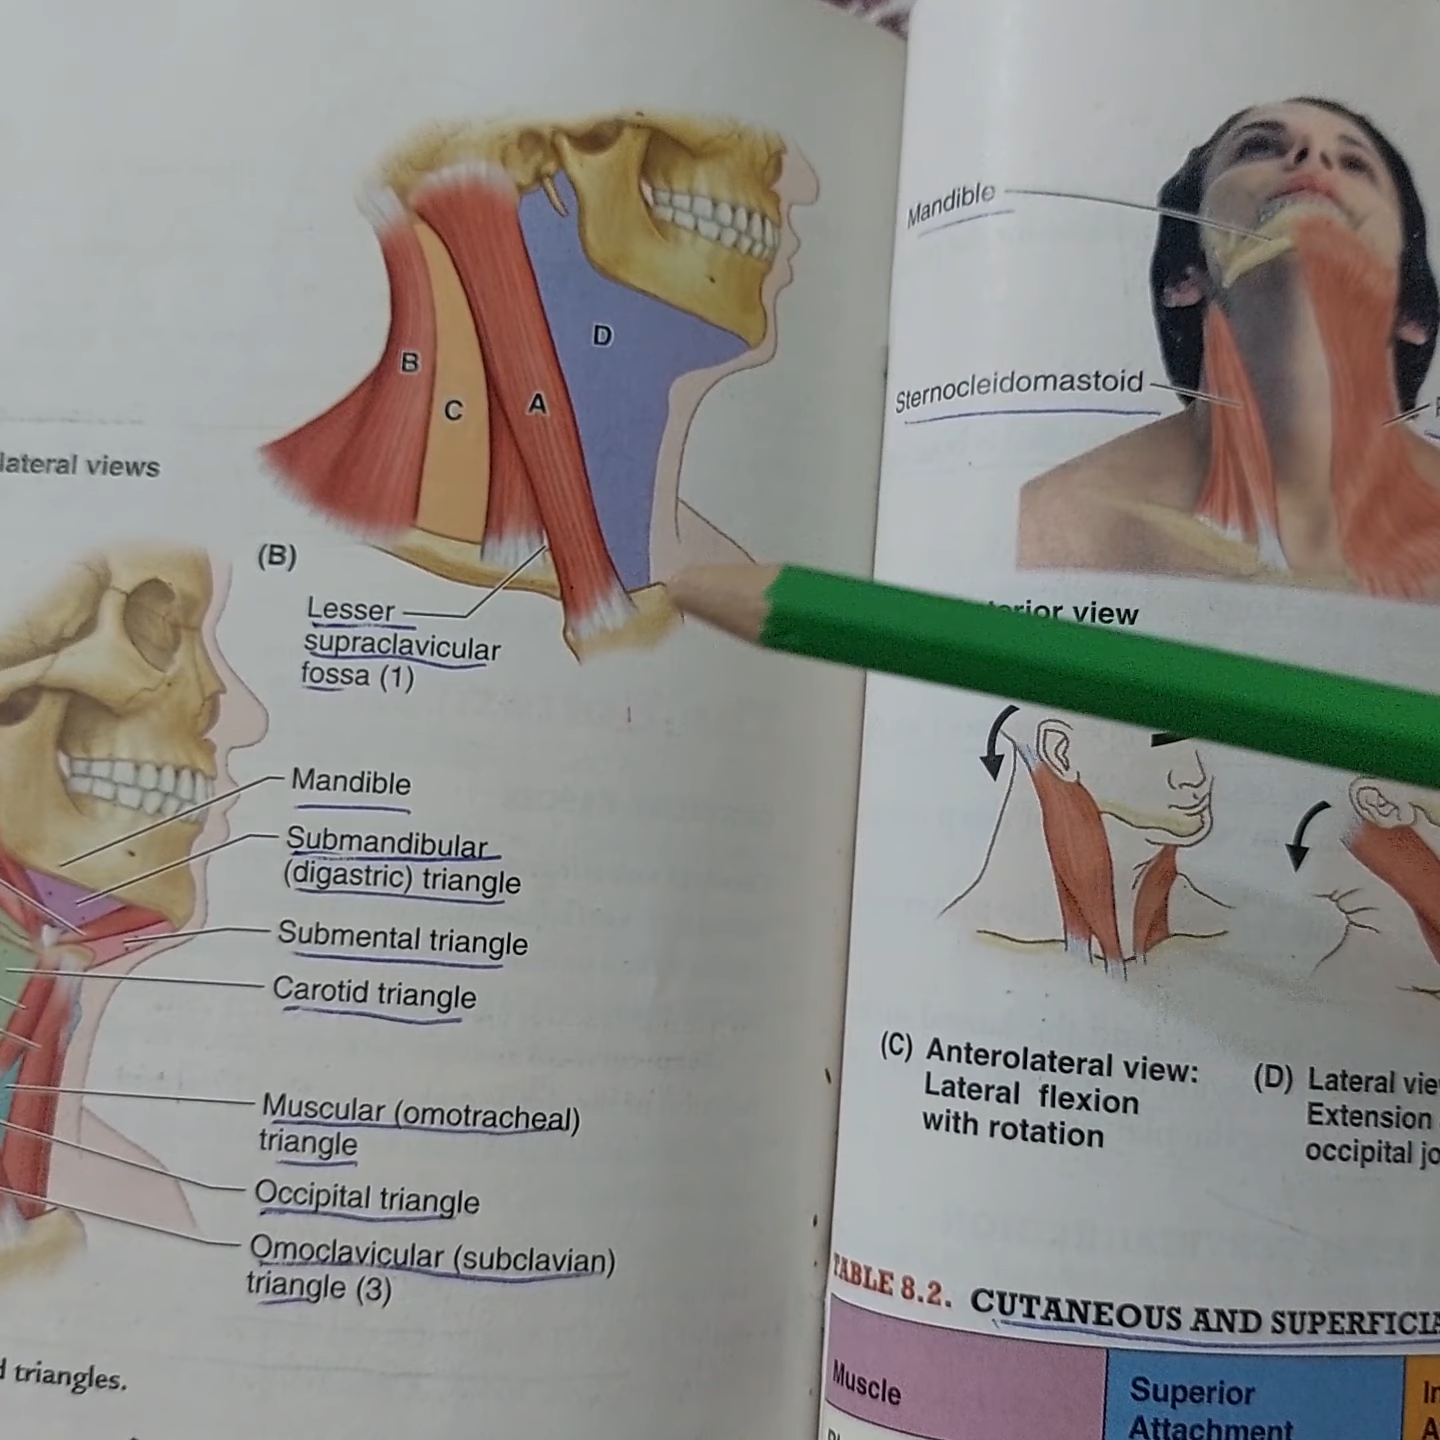 B
C
A
D
lateral views
(B)
Lesser
supraclavicular
fossa (1)
Mandible
Submandibular
(digastric) triangle
Submental triangle
Carotid triangle
Muscular (omotracheal)
triangle
Occipital triangle
Omoclavicular (subclavian)
triangle (3)
triangles.
Mandible
Sternocleidomastoid
view
(C) Anterolateral view:
Lateral flexion
with rotation
(D) Lateral
Extension
occipital
TABLE 8.2. CUTANEOUS AND
Muscle
Superior
Attachment